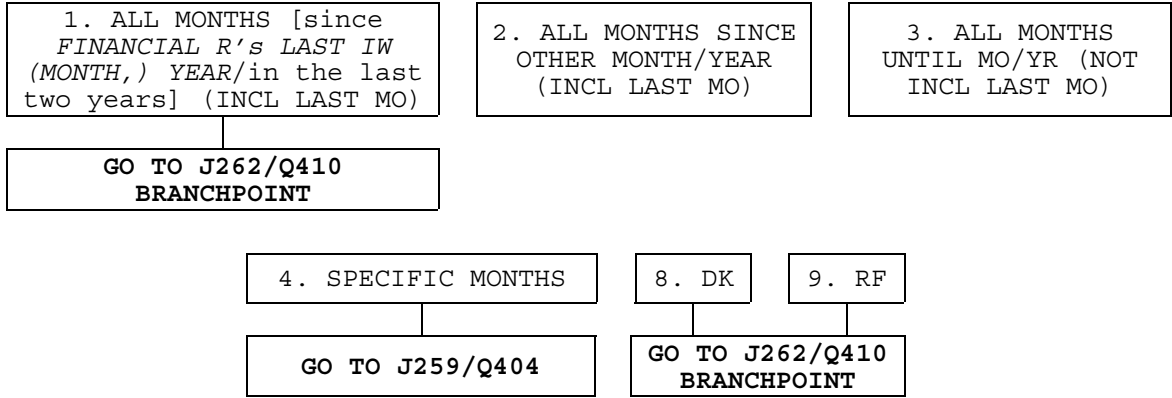 1. ALL MONTHS [since
FINANCIAL R's LAST IW
(MONTH,) YEAR/in the last
two years] (INCL LAST MO)
2. ALL MONTHS SINCE
OTHER MONTH/YEAR
(INCL LAST MO)
3. ALL MONTHS
UNTIL MO/YR (NOT
INCL LAST MO)
GO TO J262/Q410
BRANCHPOINT
4. SPECIFIC MONTHS
8. DK
9. RF
GO TO J259/Q404
GO TO J262/Q410
BRANCHPOINT